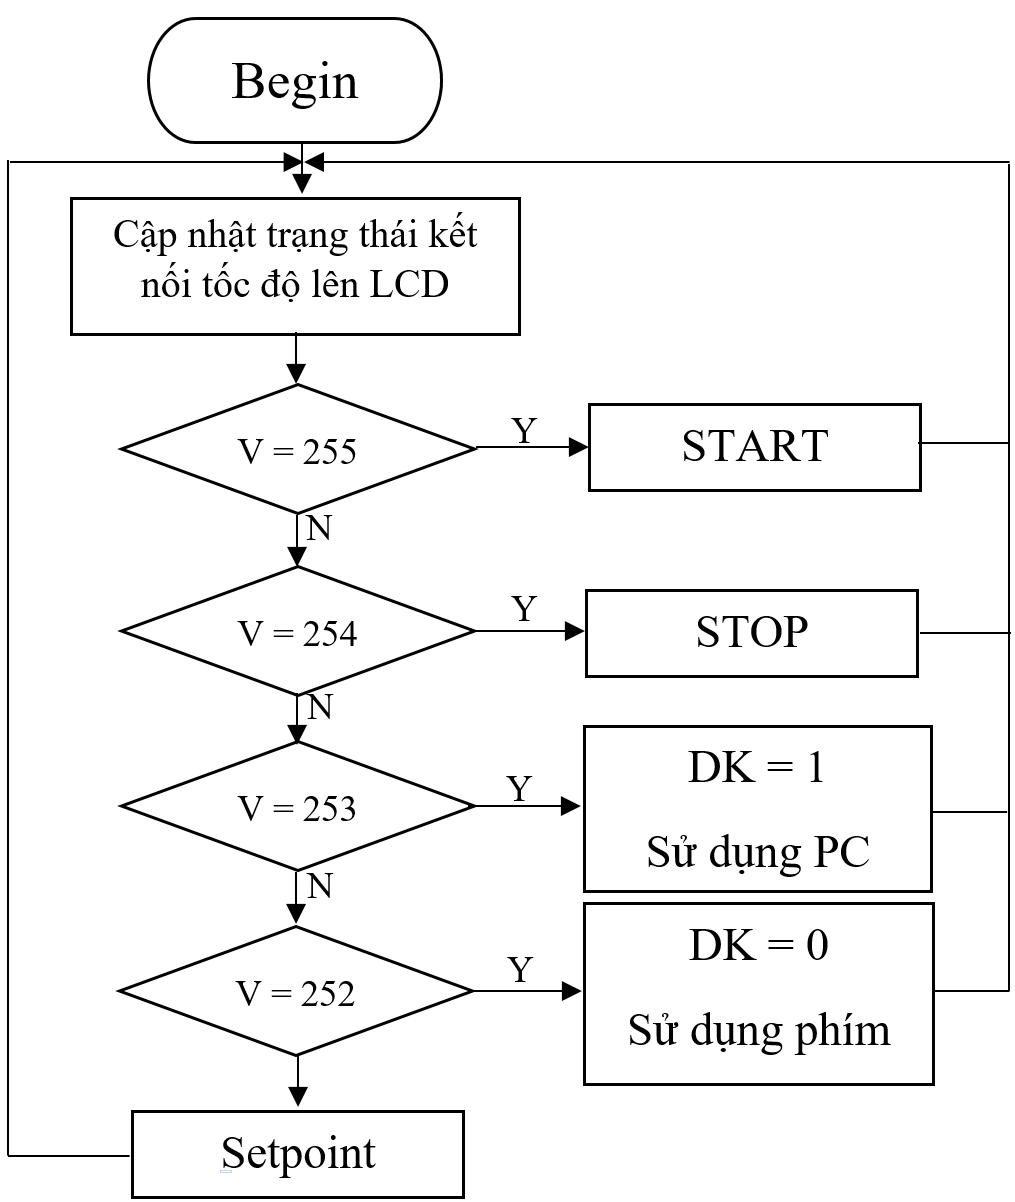 Begin
Cập nhật trạng thái kết
nối tốc độ lên LCD
V = 255
Y
START
N
V = 254
Y
STOP
N
V = 253
Y
DK = 1
Sử dụng PC
N
V = 252
Y
DK = 0
Sử dụng phím
Setpoint